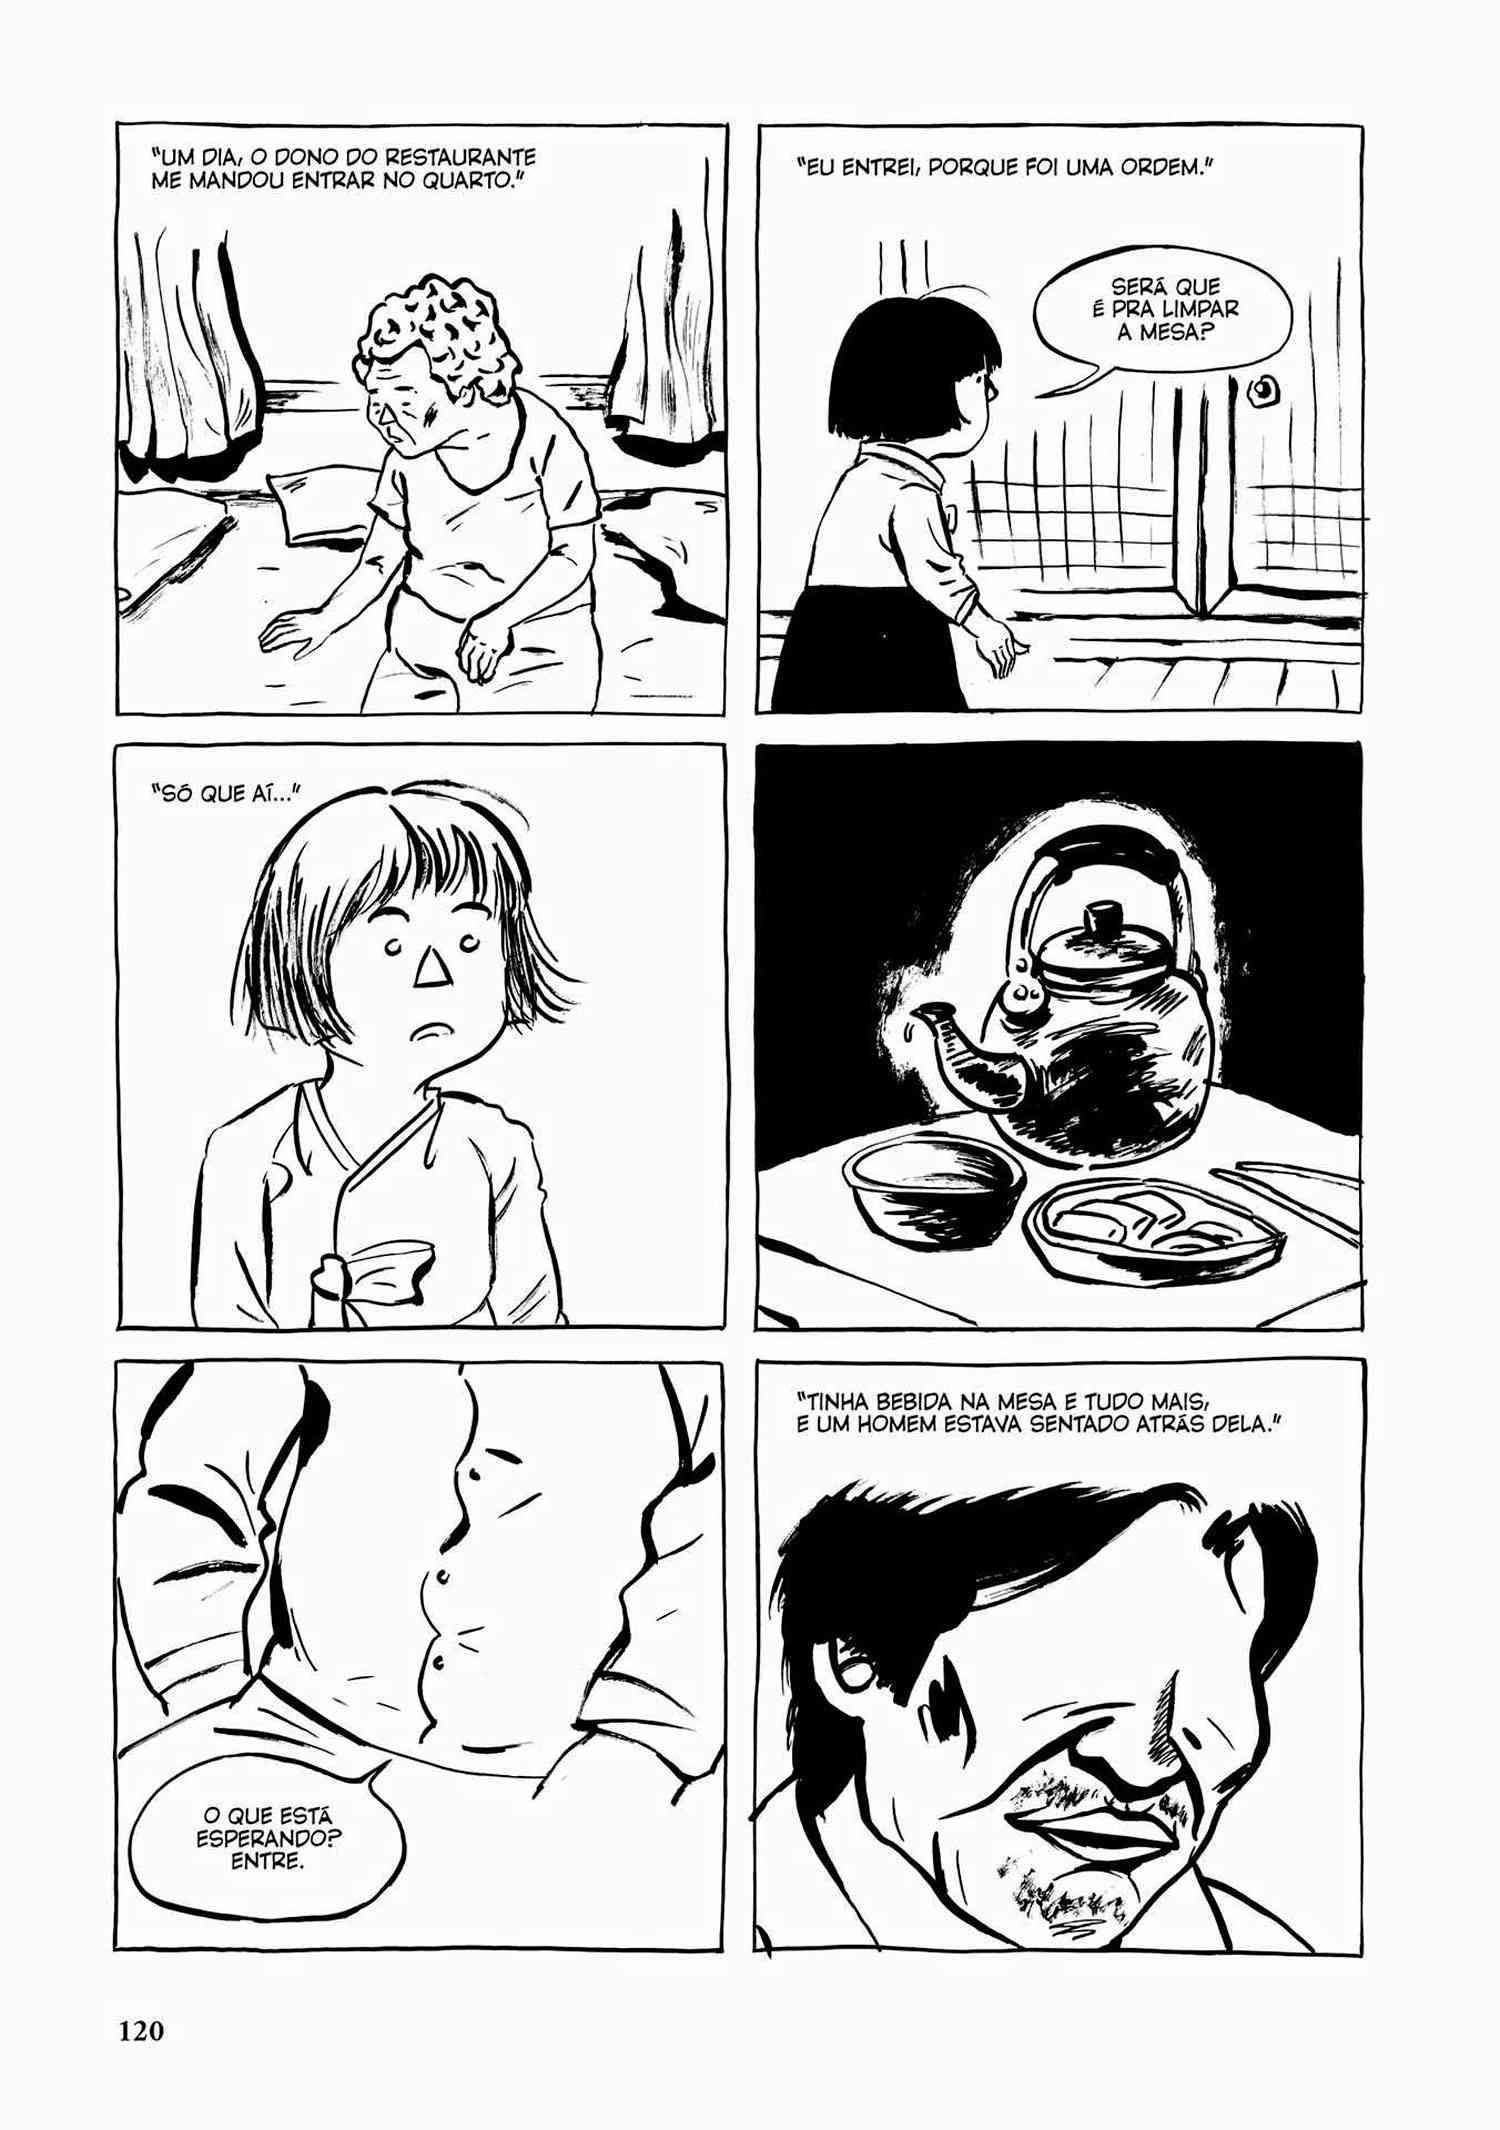 "UM DIA, O DONO DO RESTAURANTE
ME MANDOU ENTRAR NO QUARTO."
"EU ENTREI, PORQUE FOI UMA ORDEM."
SERÁ QUE
É PRA LIMPAR
A MESA?
"SÓ QUE AÍ..."
O QUE ESTÁ
ESPERANDO?
ENTRE.
"TINHA BEBIDA NA MESA E TUDO MAIS,
E UM HOMEM ESTAVA SENTADO ATRÁS DELA."
120